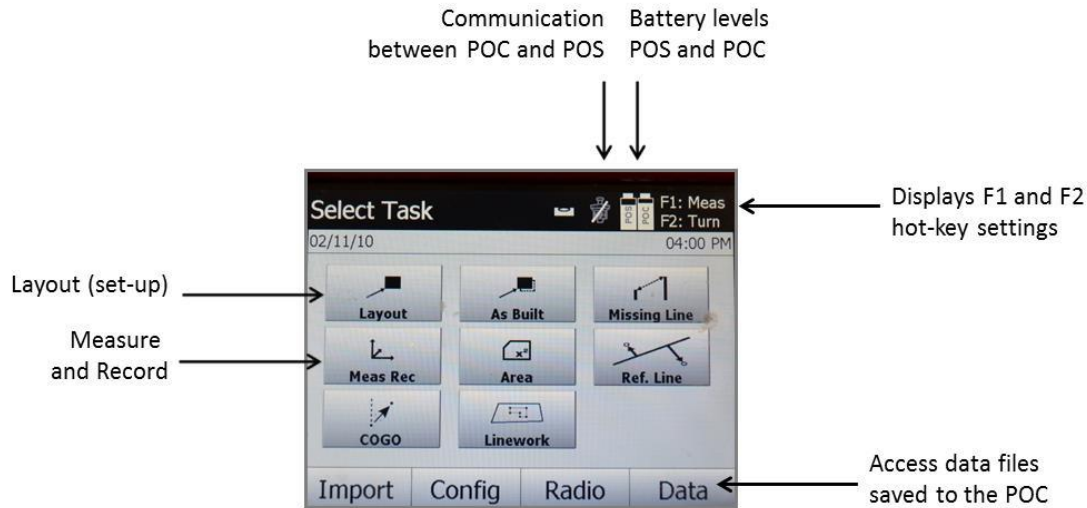 Communication
between POC and POS
Battery levels
POS and POC
Select Task
POS
POC
F1: Meas
F2: Turn
Displays F1 and F2
hot-key settings
02/11/10
04:00 PM
Layout (set-up)
Layout
As Built
Missing Line
Measure
and Record
Meas Rec
Area
Ref. Line
COGO
Linework
Import
Config
Radio
Data
Access data files
saved to the POC